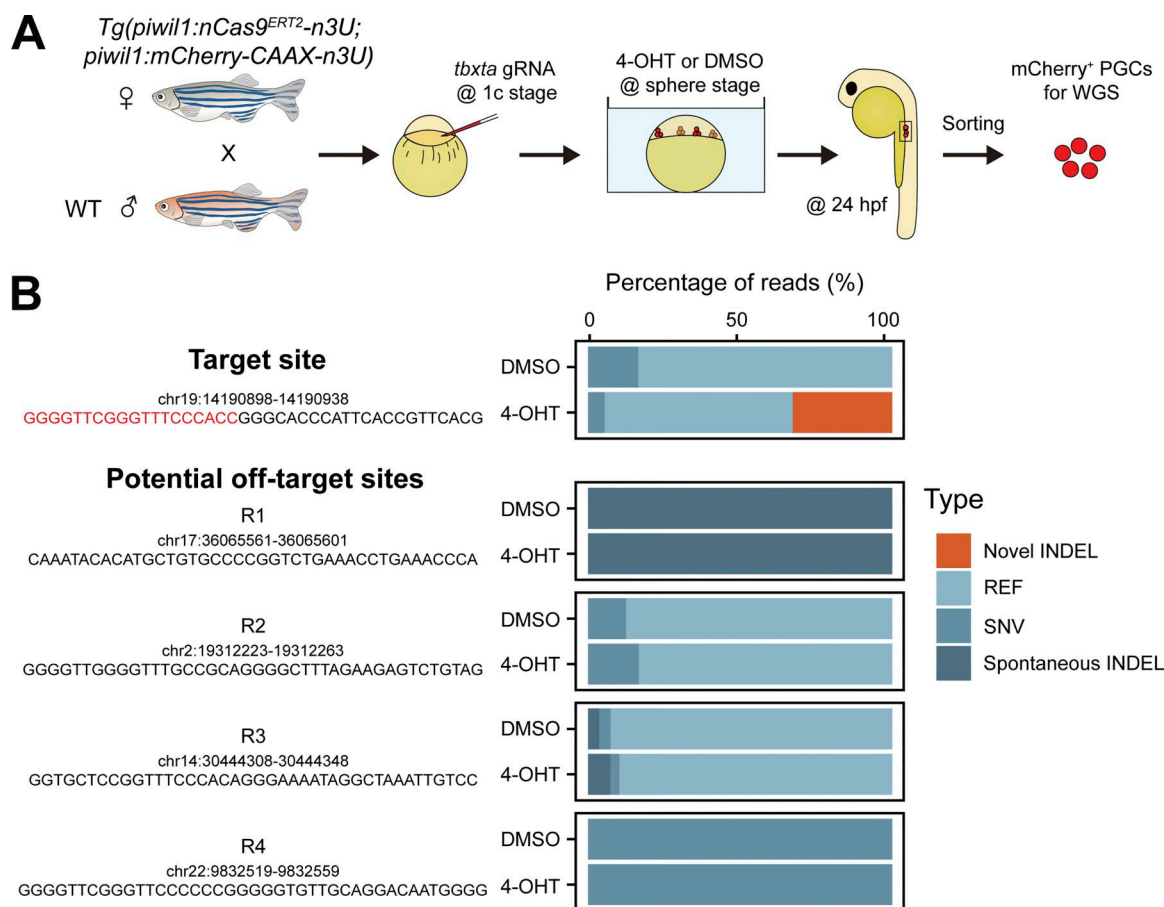 A
Tg(piwil1:nCas9ERT2-n3U;
piwil1:mCherry-CAAX-n3U)
♀
X
WT ♂
tbxta gRNA
@ 1c stage
4-OHT or DMSO
@ sphere stage
@ 24 hpf
Sorting
mCherry+ PGCs
for WGS
B
Percentage of reads (%)
0 50 100
Target site
chr19:14190898-14190938
GGGGTTCGGGTTTCCCACCGGGCACCCATTCACCGTTCACG
DMSO
4-OHT
Potential off-target sites
R1
chr17:36065561-36065601
CAAATACACATGCTGTGCCCCGGTCTGAAACCTGAAACCCA
DMSO
4-OHT
R2
chr2:19312223-19312263
GGGGTTGGGGTTTGCCGCAGGGGCTTTAGAAGAGTCTGTAG
DMSO
4-OHT
R3
chr14:30444308-30444348
GGTGCTCCGGTTTCCCACAGGGAAAATAGGCTAAATTGTCC
DMSO
4-OHT
R4
chr22:9832519-9832559
GGGGTTCGGGTTCCCCCCGGGGGTGTTGCAGGACAATGGGG
DMSO
4-OHT
Type
Novel INDEL
REF
SNV
Spontaneous INDEL